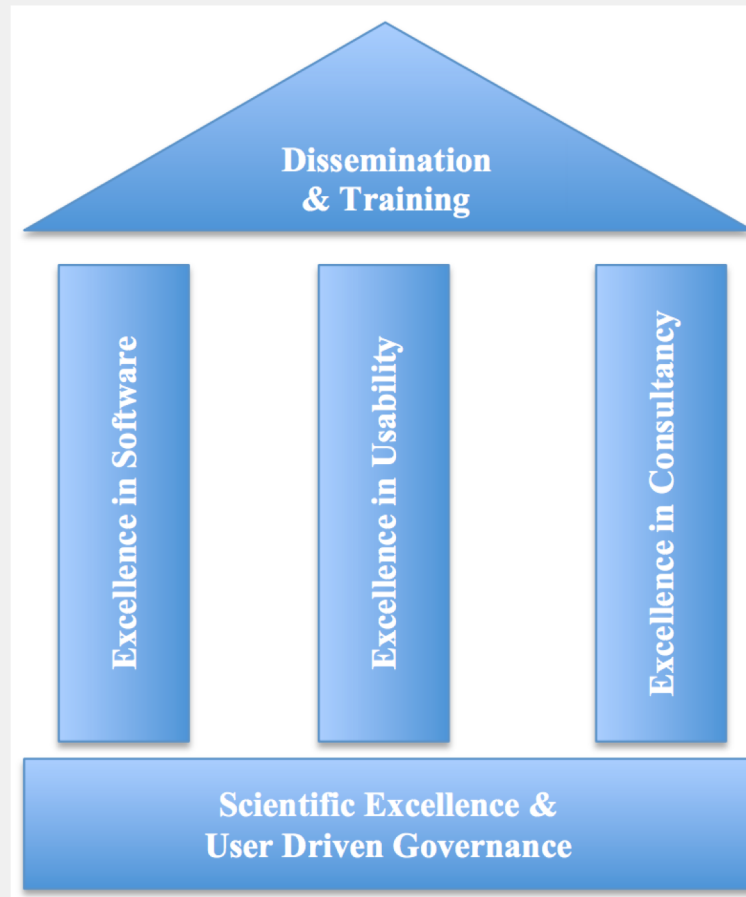 Dissemination
& Training
Excellence in Software
Excellence in Usability
Excellence in Consultancy
Scientific Excellence &
User Driven Governance